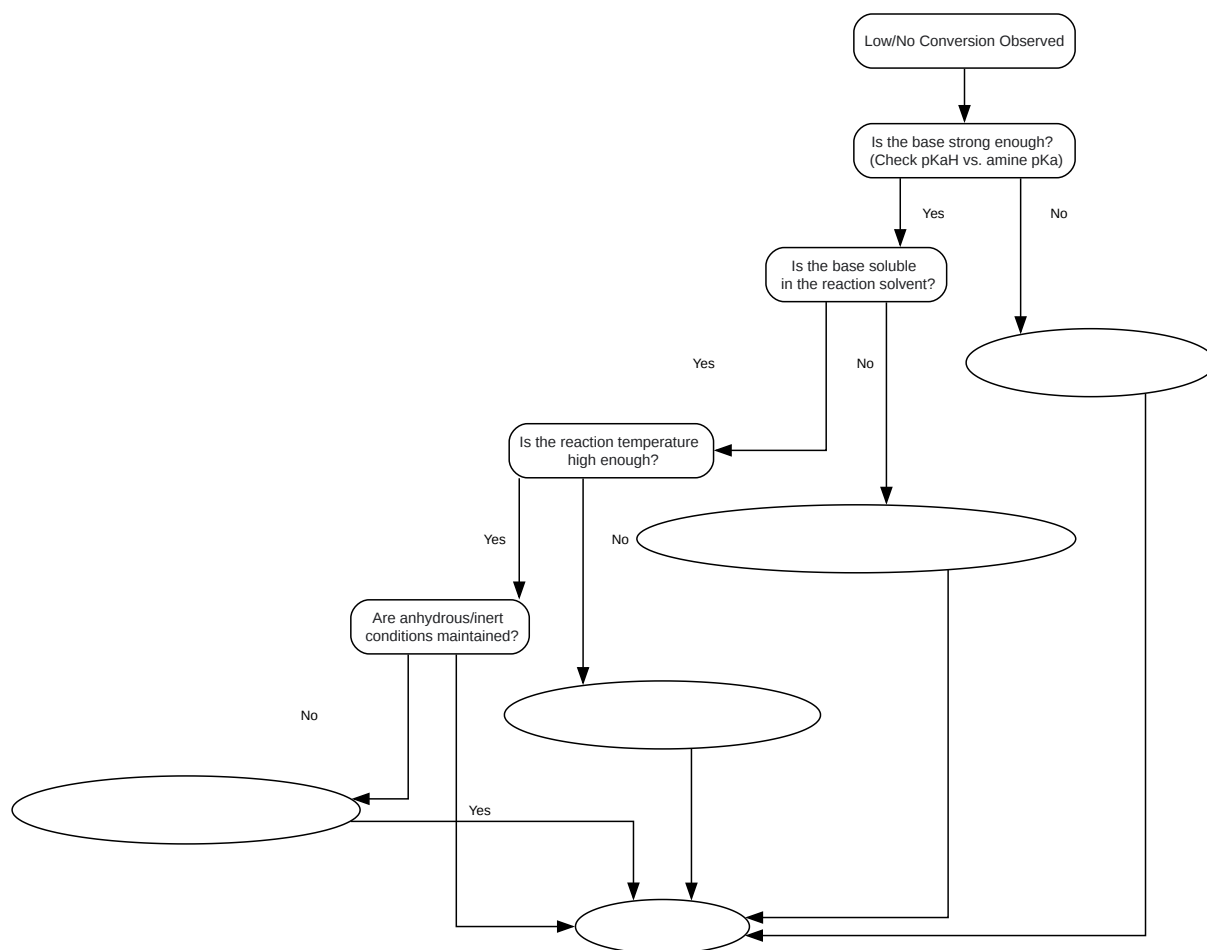 Low/No Conversion Observed
Is the base strong enough?
(Check pKaH vs. amine pKa)
Yes
No
Is the base soluble
in the reaction solvent?
Yes
No
Is the reaction temperature
high enough?
Yes
No
Are anhydrous/inert
conditions maintained?
No
Yes